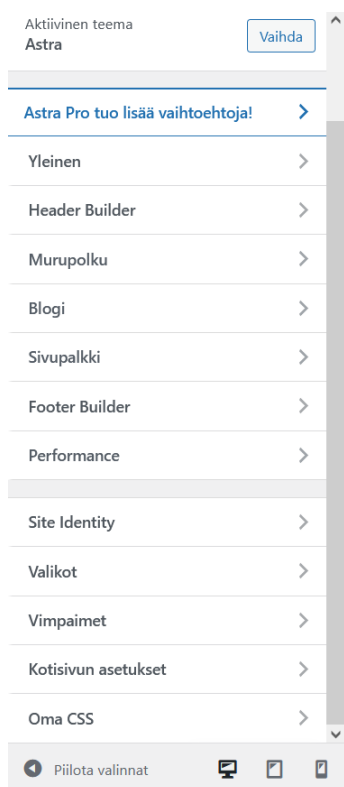 Aktiivinen teema
Astra
Vaihda
Astra Pro tuo lisää vaihtoehtoja!
Yleinen
Header Builder
Murupolku
Blogi
Sivupalkki
Footer Builder
Performance
Site Identity
Valikot
Vimpaimet
Kotisivun asetukset
Oma CSS
Piilota valinnat